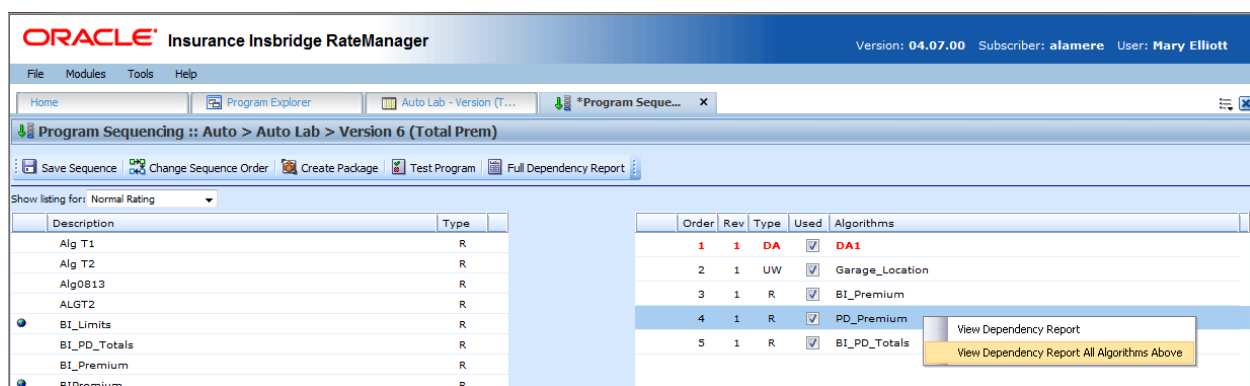 ORACLE® Insurance Insbridge RateManager Version: 04.07.00 Subscriber: alamere User: Mary Elliott
File Modules Tools Help
Home Program Explorer Auto Lab - Version (T... *Program Seque... X
Program Sequencing :: Auto > Auto Lab > Version 6 (Total Prem)
Save Sequence Change Sequence Order Create Package Test Program Full Dependency Report
Show listing for: Normal Rating
Description Type Order Rev Type Used Algorithms
Alg T1 R 1 1 DA DA1
Alg T2 R 2 1 UW Garage_Location
Alg0813 R 3 1 R BI_Premium
ALGT2 R
BI_Limits R 4 1 R PD_Premium
View Dependency Report
BI_PD_Totals R 5 1 R BI_PD_Totals
View Dependency Report All Algorithms Above
BI_Premium R
BIPremium R